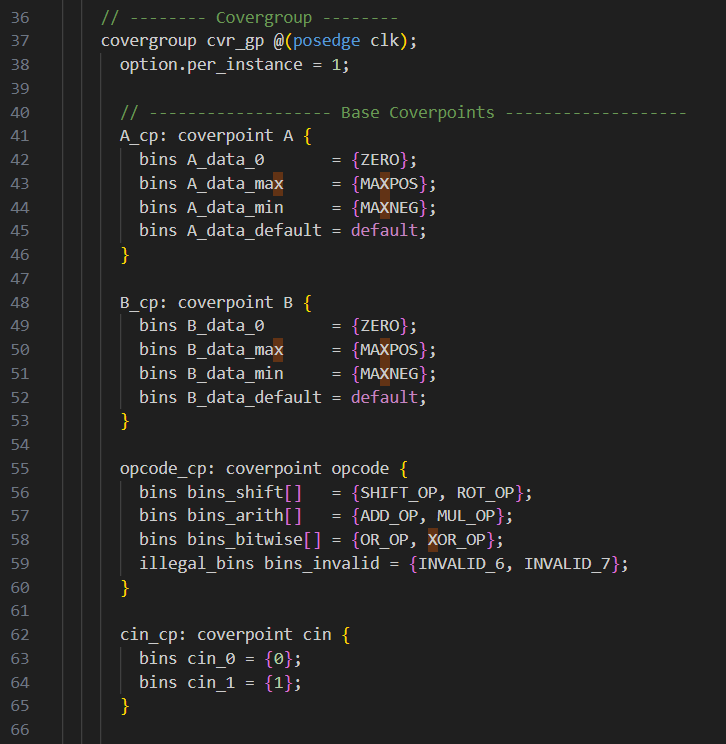 36 // -------- Covergroup --------
37 covergroup cvr_gp @(posedge clk);
38 option.per_instance = 1;
39
40 // ------------------- Base Coverpoints -------------------
41 A_cp: coverpoint A {
42 bins A_data_0 = {ZERO};
43 bins A_data_max = {MAXPOS};
44 bins A_data_min = {MAXNEG};
45 bins A_data_default = default;
46 }
47
48 B_cp: coverpoint B {
49 bins B_data_0 = {ZERO};
50 bins B_data_max = {MAXPOS};
51 bins B_data_min = {MAXNEG};
52 bins B_data_default = default;
53 }
54
55 opcode_cp: coverpoint opcode {
56 bins bins_shift[] = {SHIFT_OP, ROT_OP};
57 bins bins_arith[] = {ADD_OP, MUL_OP};
58 bins bins_bitwise[] = {OR_OP, XOR_OP};
59 illegal_bins bins_invalid = {INVALID_6, INVALID_7};
60 }
61
62 cin_cp: coverpoint cin {
63 bins cin_0 = {0};
64 bins cin_1 = {1};
65 }
66